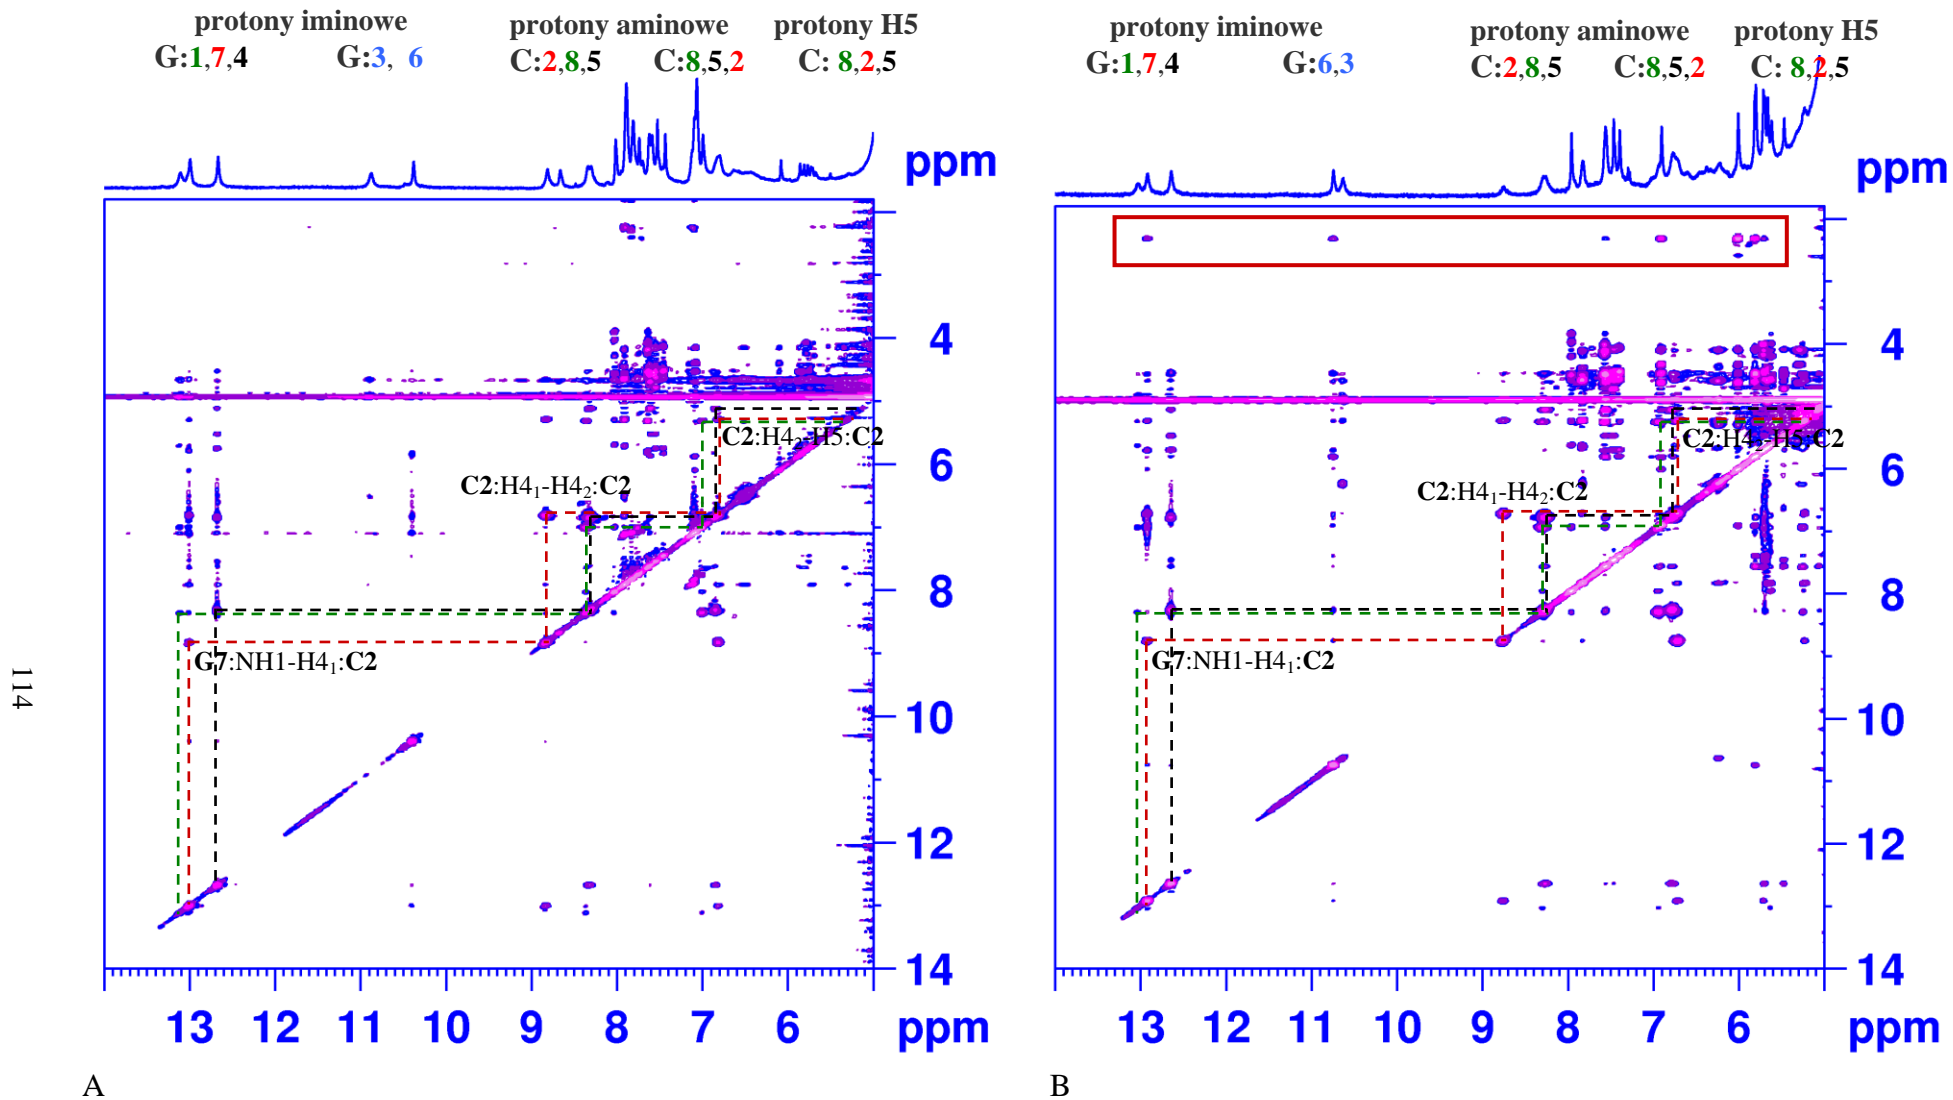 protony iminowe
G:1,7,4 G:3, 6
protony aminowe
C:2,8,5 C:8,5,2
protony H5
C: 8,2,5
ppm
4
6
8
10
12
14
C2:H4₂-H5:C2
C2:H4₁-H4₂:C2
G7:NH1-H4₁:C2
13 12 11 10 9 8 7 6 ppm
A
protony iminowe
G:1,7,4 G:6,3
protony aminowe
C:2,8,5 C:8,5,2
protony H5
C: 8,2,5
ppm
4
6
8
10
12
14
C2:H4₂-H5:C2
C2:H4₁-H4₂:C2
G7:NH1-H4₁:C2
13 12 11 10 9 8 7 6 ppm
B
114